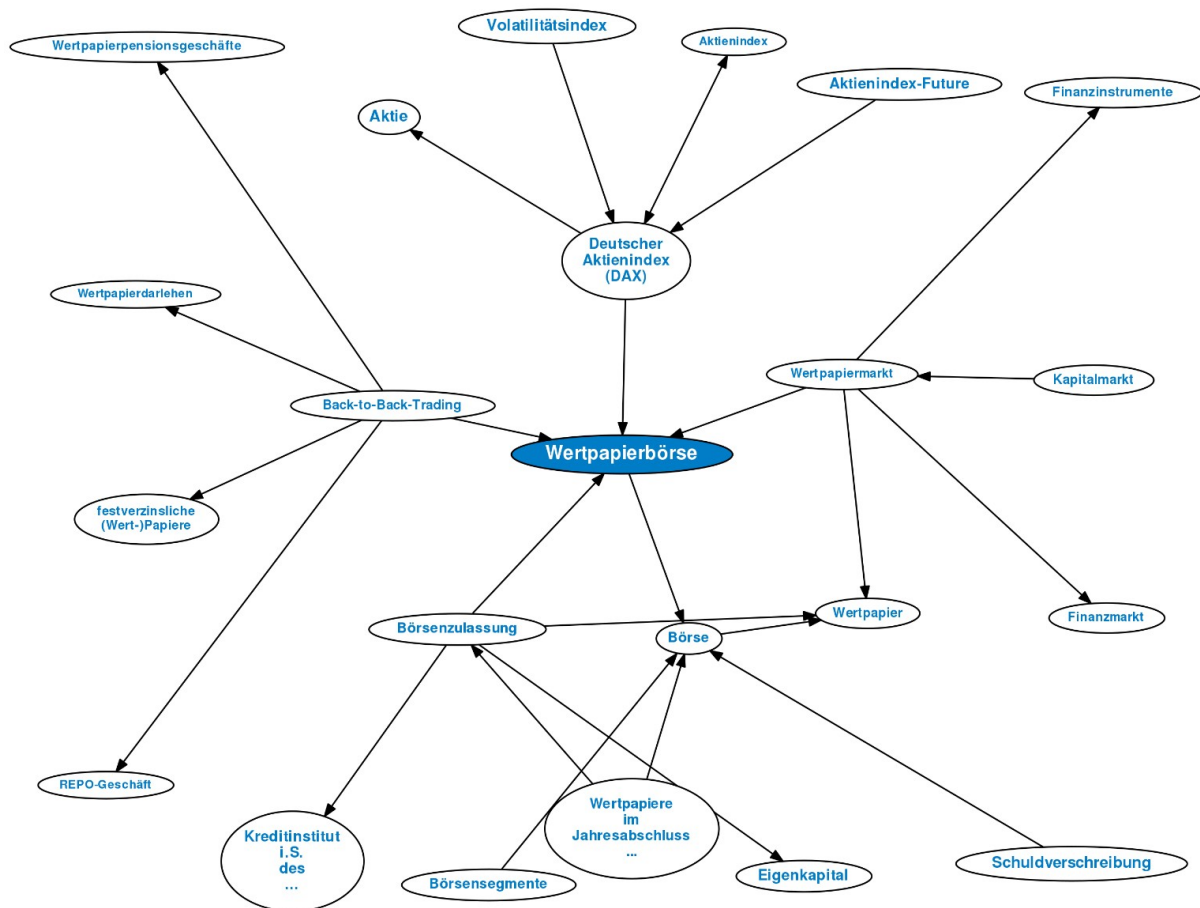 Volatilitätsindex
Wertpapierpensionsgeschäfte
Aktienindex
Aktienindex-Future
Finanzinstrumente
Aktie
Deutscher
Aktienindex
(DAX)
Wertpapierdarlehen
Wertpapiermarkt
Kapitalmarkt
Back-to-Back-Trading
Wertpapierbörse
festverzinsliche
(Wert-)Papiere
Wertpapier
Finanzmarkt
Börsenzulassung
Börse
REPO-Geschäft
Kreditinstitut
i.S.
des
...
Wertpapiere
im
Jahresabschluss
...
Börsensegmente
Eigenkapital
Schuldverschreibung